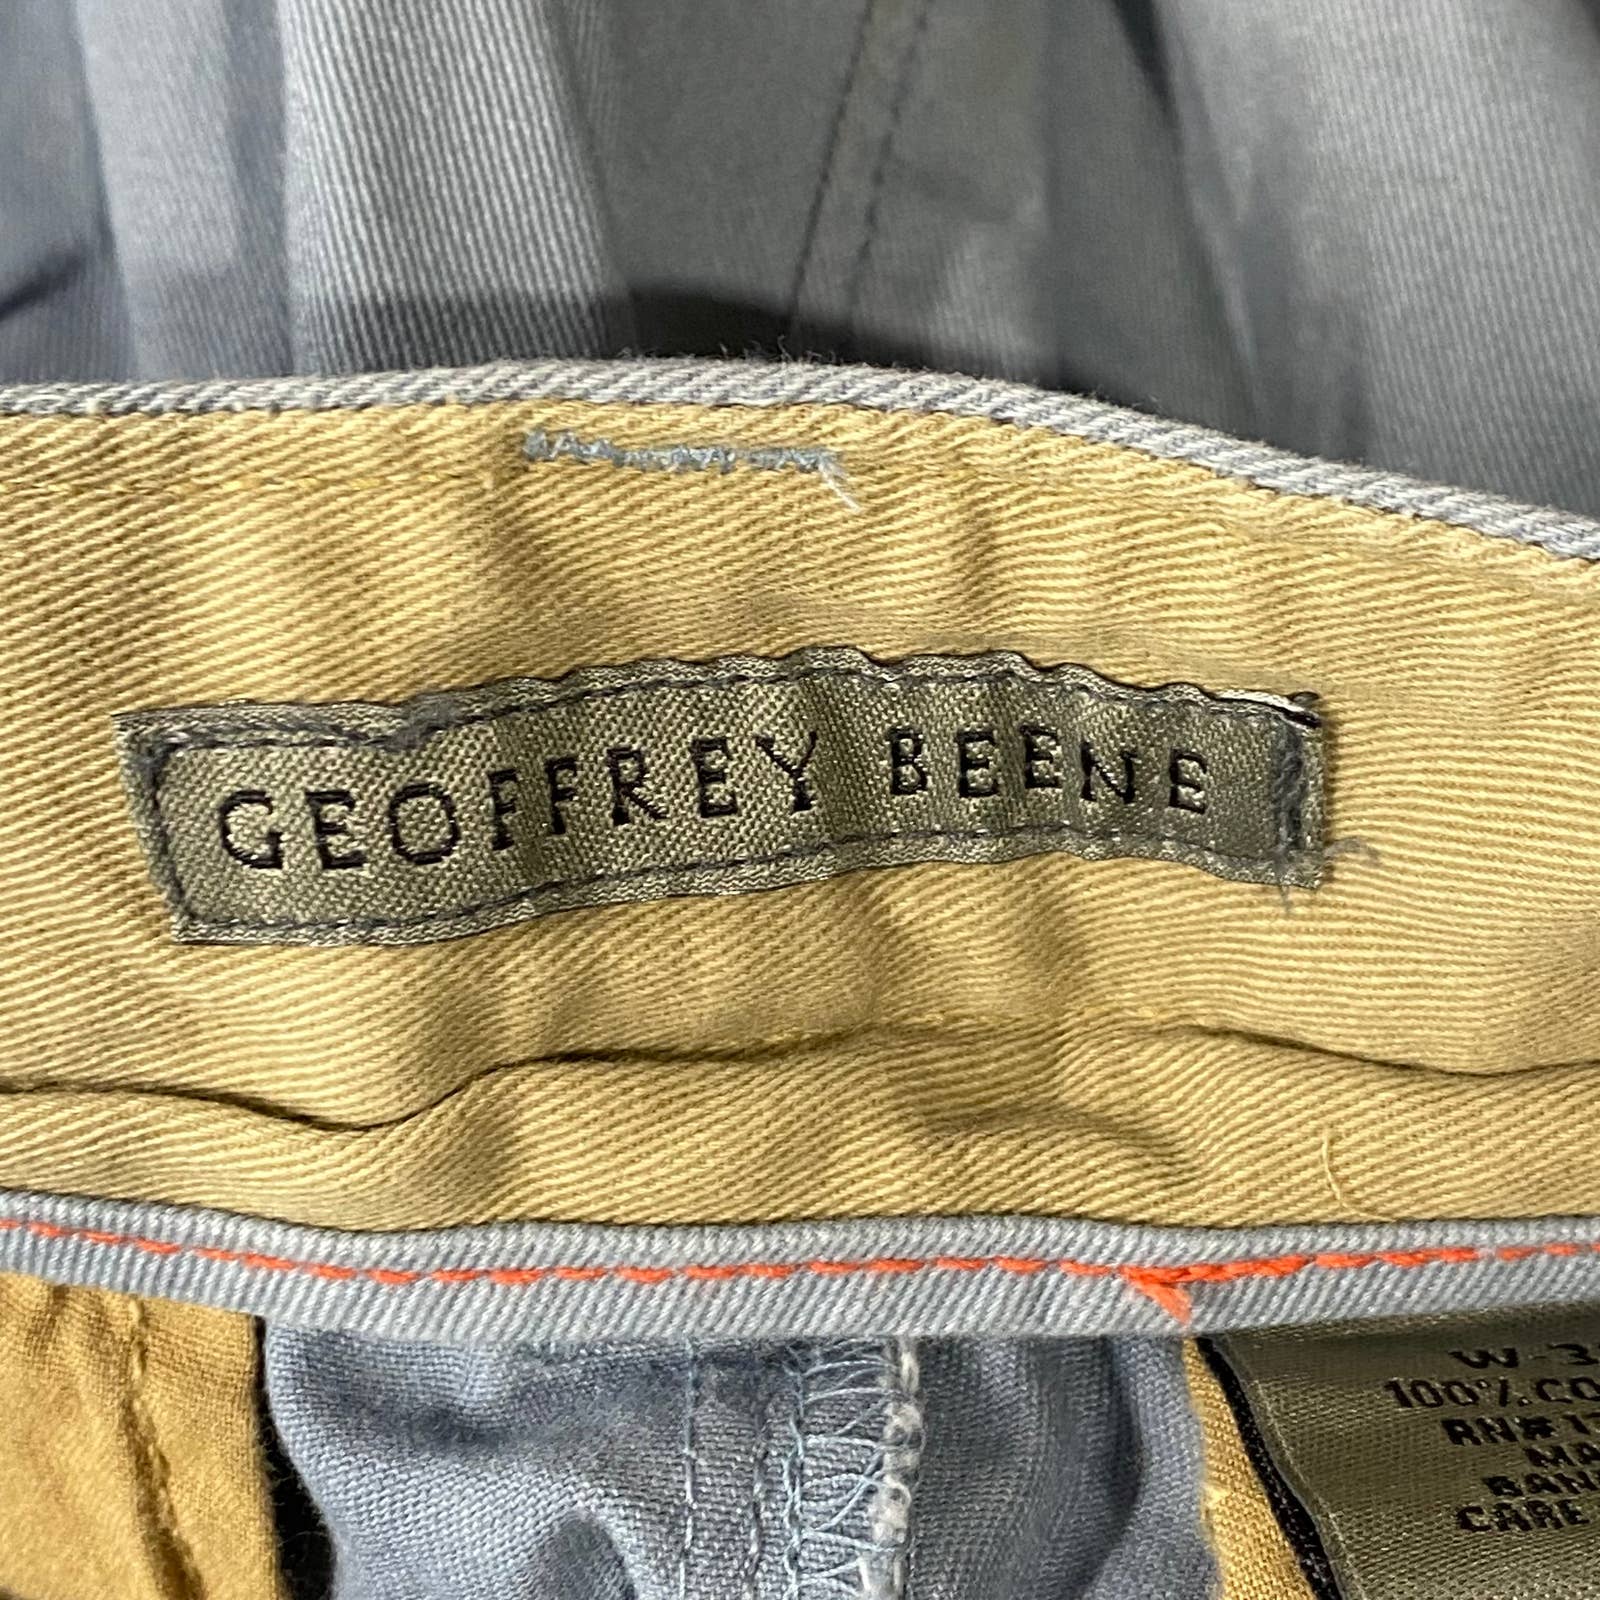 GEOFFREY BEENE
W-3
100% CO
RN# 1
MA
BAN
CARE